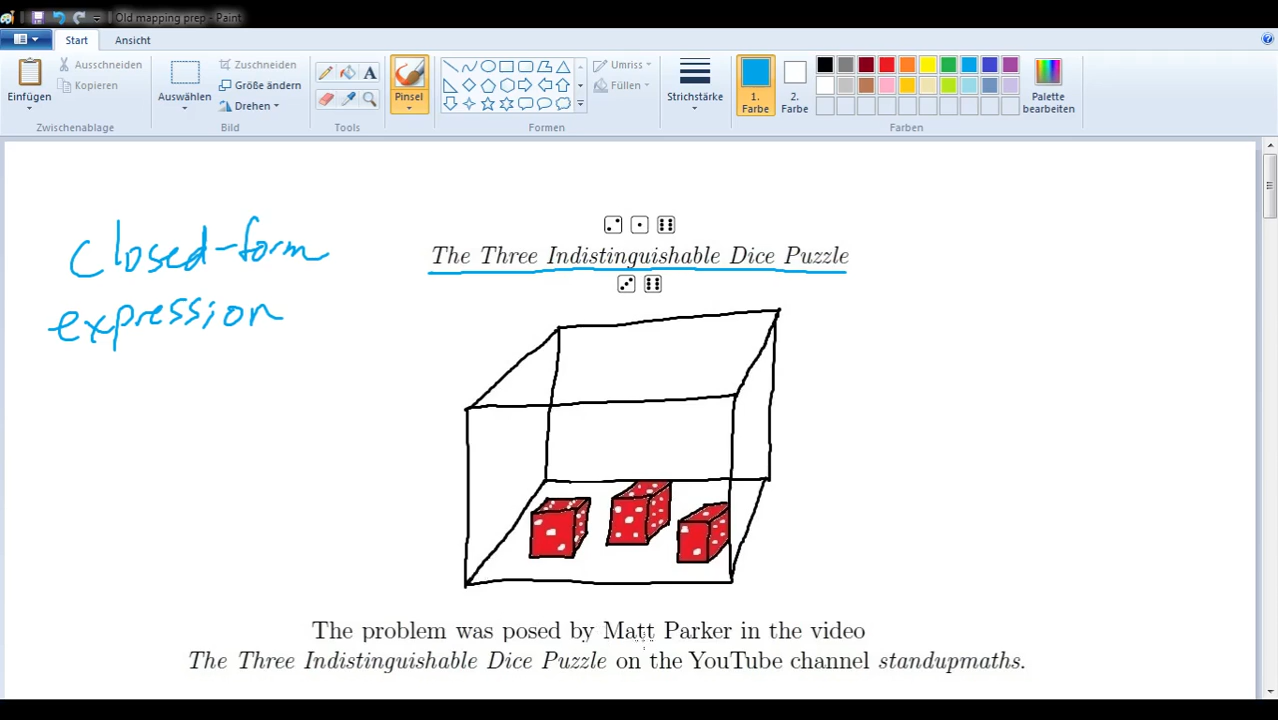 Old mapping prep - Paint
Start Ansicht
Einfügen
Ausschneiden
Kopieren
Zwischenablage
Auswählen
Zuschneiden
Größe ändern
Drehen
Bild
A
Tools
Pinsel
Umriss
Füllen
Formen
Strichstärke
1.
Farbe
2.
Farbe
Palette
bearbeiten
Farben
closed-form
expression
The Three Indistinguishable Dice Puzzle
The problem was posed by Matt Parker in the video
The Three Indistinguishable Dice Puzzle on the YouTube channel standupmaths.